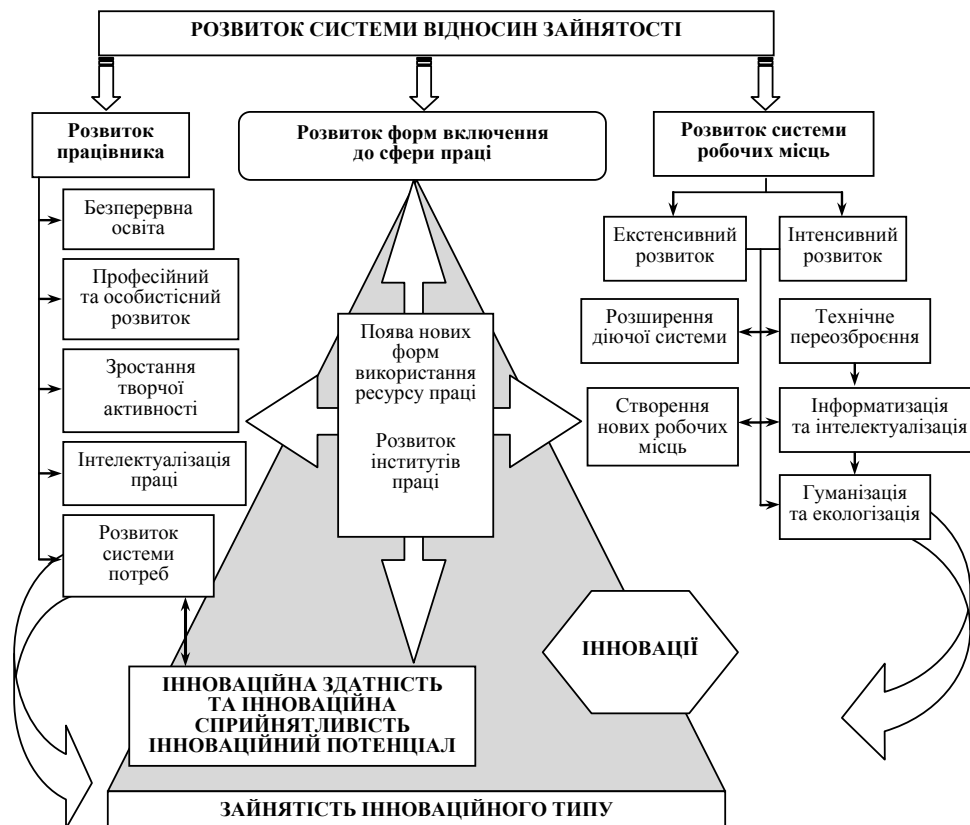 РОЗВИТОК СИСТЕМИ ВІДНОСИН ЗАЙНЯТОСТІ
Розвиток
працівника
Розвиток форм включення
до сфери праці
Розвиток системи
робочих місць
Безперервна
освіта
Професійний
та особистісний
розвиток
Зростання
творчої
активності
Інтелектуалізація
праці
Розвиток
системи
потреб
Поява нових
форм
використання
ресурсу праці
Розвиток
інститутів
праці
Екстенсивний
розвиток
Інтенсивний
розвиток
Розширення
діючої системи
Технічне
переозброєння
Створення
нових робочих
місць
Інформатизація
та інтелектуалізація
Гуманізація
та екологізація
ІННОВАЦІЇ
ІННОВАЦІЙНА ЗДАТНІСТЬ
ТА ІННОВАЦІЙНА
СПРИЙНЯТЛИВІСТЬ
ІННОВАЦІЙНИЙ ПОТЕНЦІАЛ
ЗАЙНЯТІСТЬ ІННОВАЦІЙНОГО ТИПУ